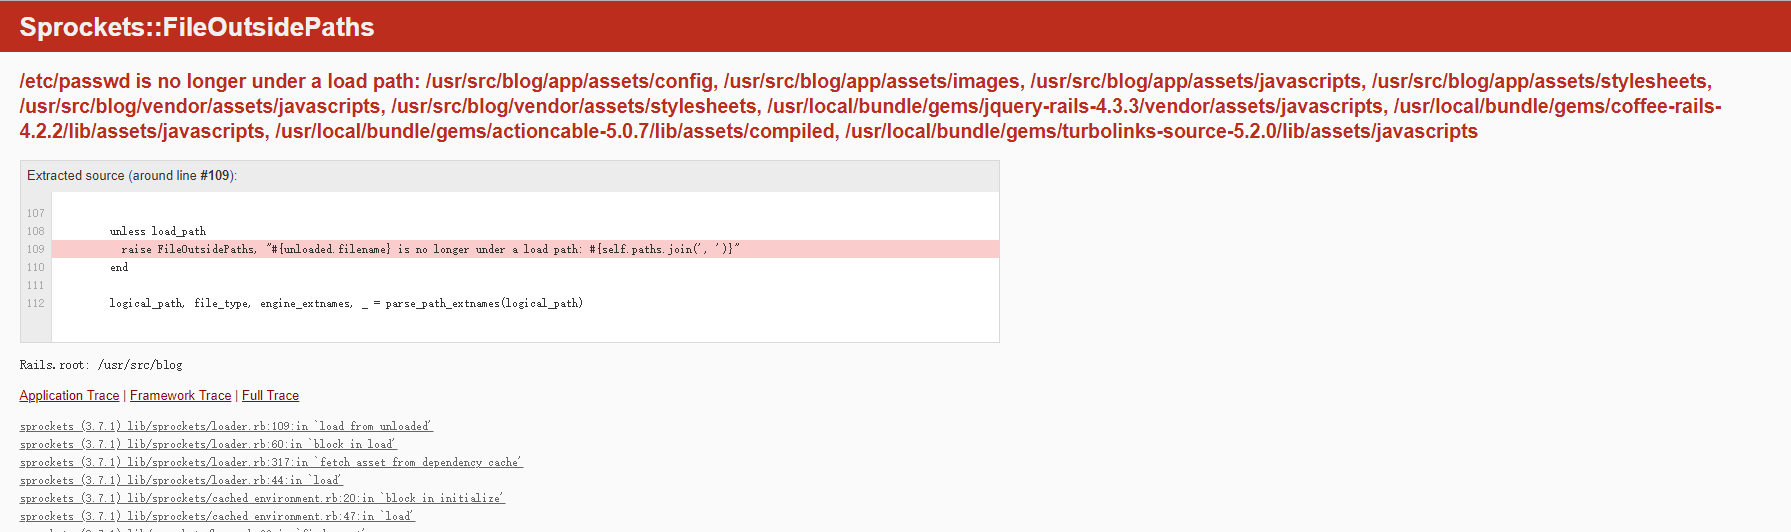 Sprockets::FileOutsidePaths
/etc/passwd is no longer under a load path: /usr/src/blog/app/assets/config, /usr/src/blog/app/assets/images, /usr/src/blog/app/assets/javascripts, /usr/src/blog/app/assets/stylesheets,
/usr/src/blog/vendor/assets/javascripts, /usr/src/blog/vendor/assets/stylesheets, /usr/local/bundle/gems/jquery-rails-4.3.3/vendor/assets/javascripts, /usr/local/bundle/gems/coffee-rails-
4.2.2/lib/assets/javascripts, /usr/local/bundle/gems/actioncable-5.0.7/lib/assets/compiled, /usr/local/bundle/gems/turbolinks-source-5.2.0/lib/assets/javascripts
Extracted source (around line #109):
107
108 unless load_path
109 raise FileOutsidePaths, "#{unloaded.filename} is no longer under a load path: #{self.paths.join(', ')}"
110 end
111
112 logical_path, file_type, engine_extnames, _ = parse_path_extnames(logical_path)
Rails.root: /usr/src/blog
Application Trace | Framework Trace | Full Trace
sprockets (3.7.1) lib/sprockets/loader.rb:109:in `load_from_unloaded'
sprockets (3.7.1) lib/sprockets/loader.rb:60:in `block in load'
sprockets (3.7.1) lib/sprockets/loader.rb:317:in `fetch_asset_from_dependency_cache'
sprockets (3.7.1) lib/sprockets/loader.rb:44:in `load'
sprockets (3.7.1) lib/sprockets/cached_environment.rb:20:in `block in initialize'
sprockets (3.7.1) lib/sprockets/cached_environment.rb:47:in `load'